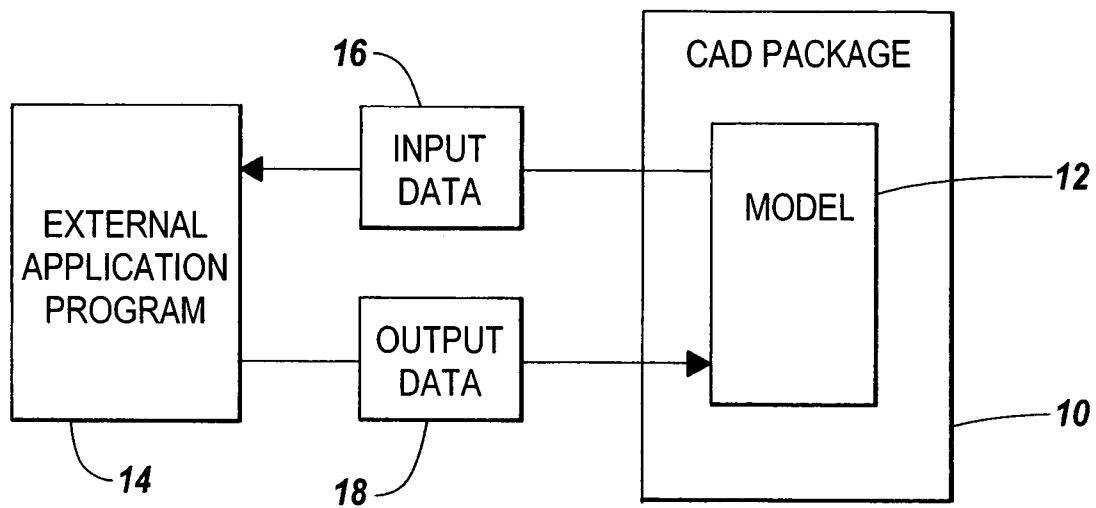 CAD PACKAGE
16
INPUT
DATA
12
MODEL
EXTERNAL
APPLICATION
PROGRAM
OUTPUT
DATA
10
14
18